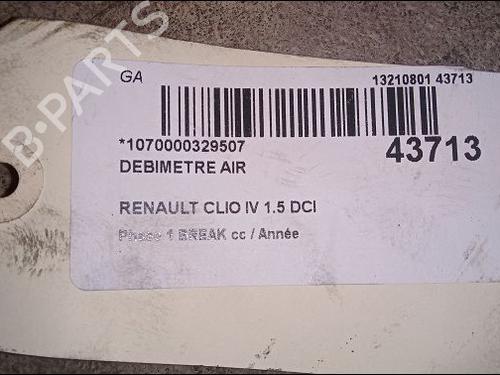 B-PARTS
GA
13210801 43713
*1070000329507
43713
DEBIMETRE AIR
RENAULT CLIO IV 1.5 DCI
Phase 1 BREAK cc / Année